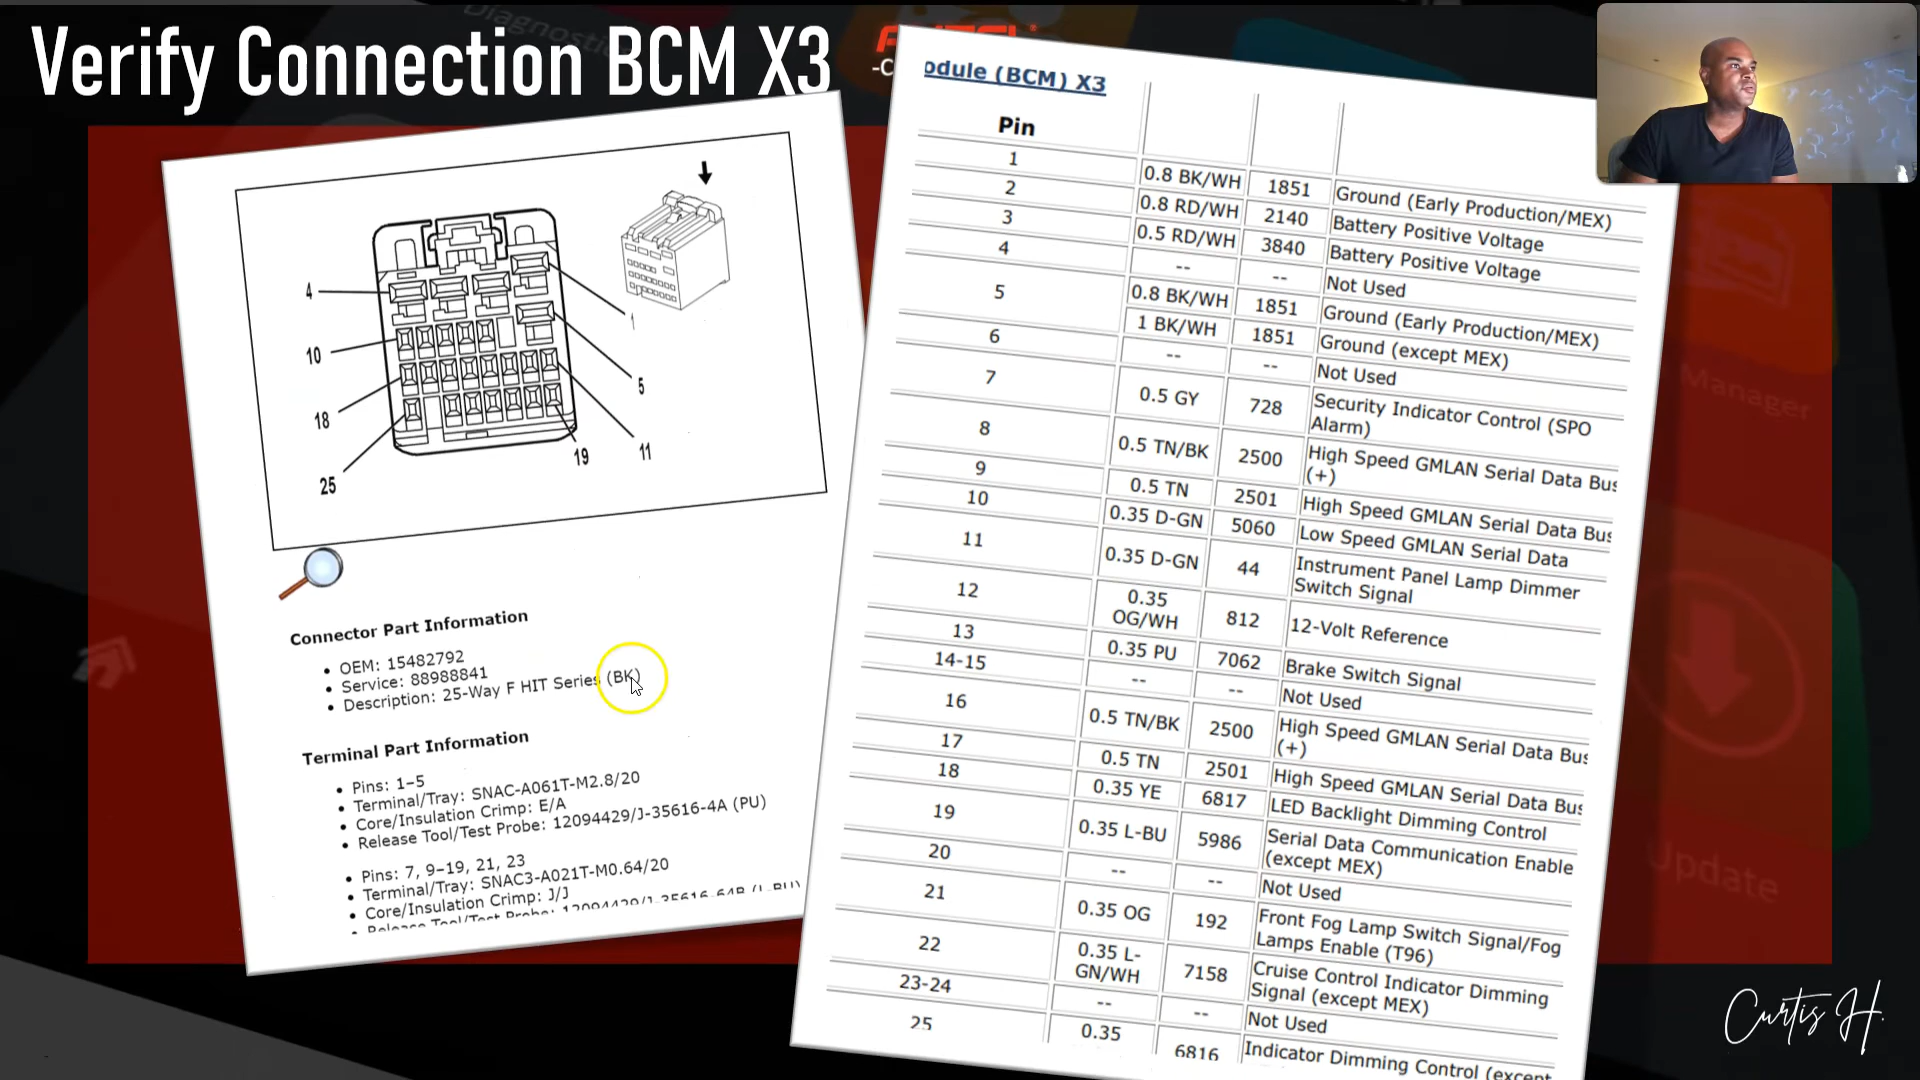 Verify Connection BCM X3
4
10
18
25
1
5
11
19
Connector Part Information
• OEM: 15482792
• Service: 88988841
• Description: 25-Way F HIT Series (BK)
Terminal Part Information
• Pins: 1–5
• Terminal/Tray: SNAC-A061T-M2.8/20
• Core/Insulation Crimp: E/A
• Release Tool/Test Probe: 12094429/J-35616-4A (PU)
• Pins: 7, 9–19, 21, 23
• Terminal/Tray: SNAC3-A021T-M0.64/20
• Core/Insulation Crimp: J/J
• Release Tool/Test Probe: 12094429/J-35616-64B (L-BU)
odule (BCM) X3
Pin
1 0.8 BK/WH 1851 Ground (Early Production/MEX)
2 0.8 RD/WH 2140 Battery Positive Voltage
3 0.5 RD/WH 3840 Battery Positive Voltage
4 -- -- Not Used
5 0.8 BK/WH 1851 Ground (Early Production/MEX)
1 BK/WH 1851 Ground (except MEX)
6 -- -- Not Used
7 0.5 GY 728 Security Indicator Control (SPO
Alarm)
8 0.5 TN/BK 2500 High Speed GMLAN Serial Data Bus
(+)
9 0.5 TN 2501 High Speed GMLAN Serial Data Bus
10 0.35 D-GN 5060 Low Speed GMLAN Serial Data
11 0.35 D-GN 44 Instrument Panel Lamp Dimmer
Switch Signal
12 0.35
OG/WH 812 12-Volt Reference
13 0.35 PU 7062 Brake Switch Signal
14-15 -- -- Not Used
16 0.5 TN/BK 2500 High Speed GMLAN Serial Data Bus
(+)
17 0.5 TN 2501 High Speed GMLAN Serial Data Bus
18 0.35 YE 6817 LED Backlight Dimming Control
19 0.35 L-BU 5986 Serial Data Communication Enable
(except MEX)
20 -- -- Not Used
21 0.35 OG 192 Front Fog Lamp Switch Signal/Fog
Lamps Enable (T96)
22 0.35 L-
GN/WH 7158 Cruise Control Indicator Dimming
Signal (except MEX)
23-24 -- -- Not Used
25 0.35 6816 Indicator Dimming Control (except
Diagnostic
Manager
Update
Curtis H.